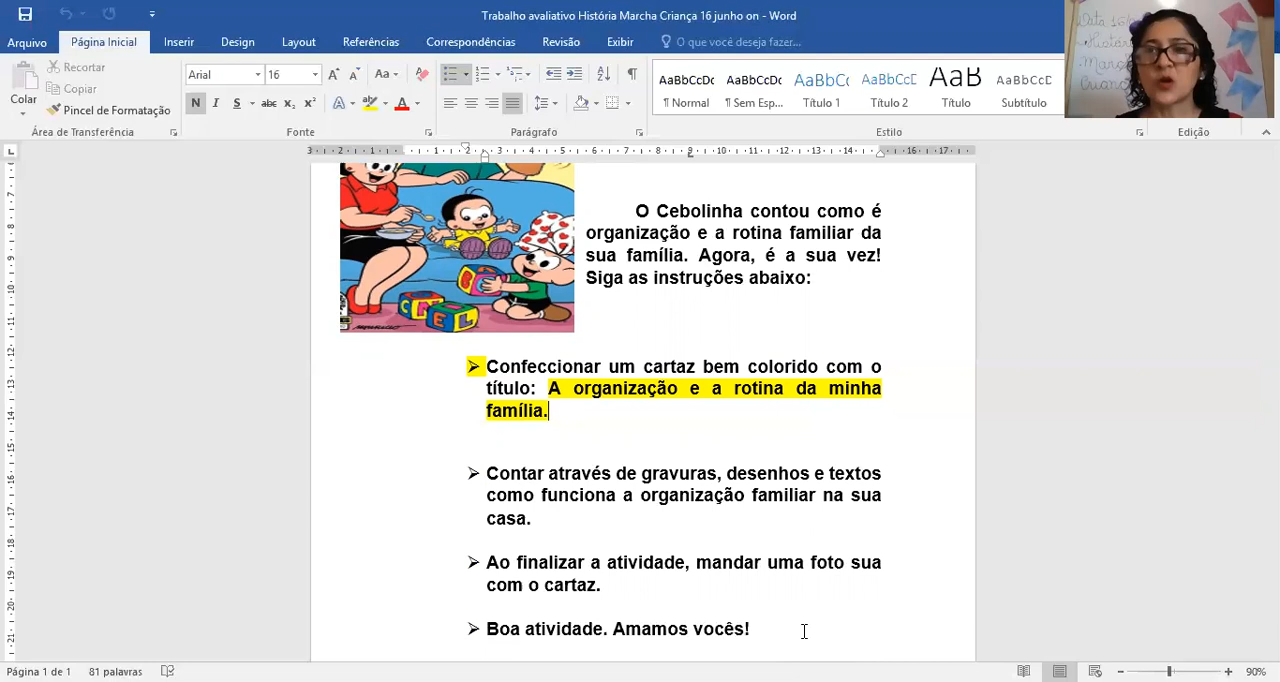 Trabalho avaliativo História Marcha Criança 16 junho on - Word
Arquivo Página Inicial Inserir Design Layout Referências Correspondências Revisão Exibir O que você deseja fazer...
Colar
Recortar
Copiar
Pincel de Formatação
Área de Transferência
Arial 16
Fonte
Parágrafo
AaBbCcDc AaBbCcDc AaBbC AaBbCcE AaB AaBbCcD
¶ Normal ¶ Sem Esp... Título 1 Título 2 Título Subtítulo
Estilo
Edição
O Cebolinha contou como é
organização e a rotina familiar da
sua família. Agora, é a sua vez!
Siga as instruções abaixo:
Confeccionar um cartaz bem colorido com o
título: A organização e a rotina da minha
família.
Contar através de gravuras, desenhos e textos
como funciona a organização familiar na sua
casa.
Ao finalizar a atividade, mandar uma foto sua
com o cartaz.
Boa atividade. Amamos vocês!
Página 1 de 1 81 palavras 90%